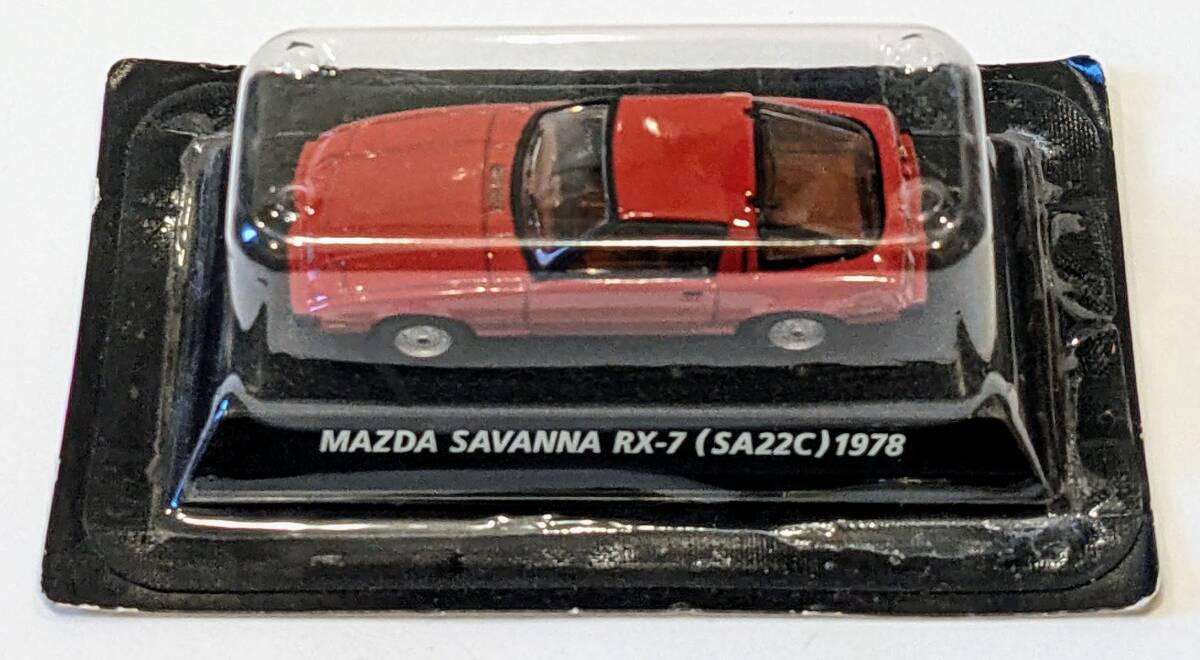 MAZDA SAVANNA RX-7 (SA22C)1978